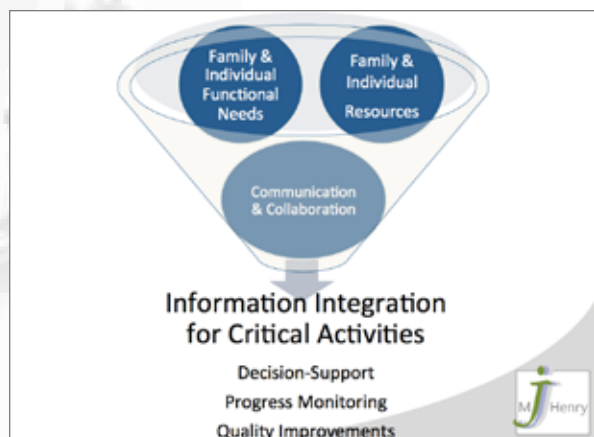 Family &
Individual
Functional
Needs
Family &
Individual
Resources
Communication
& Collaboration
Information Integration
for Critical Activities
Decision-Support
Progress Monitoring
Quality Improvements
MJ Henry